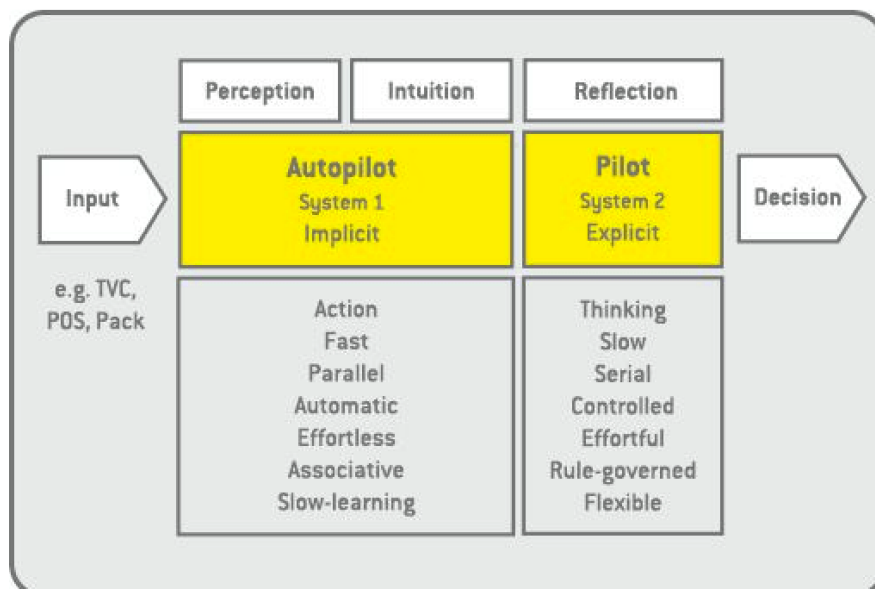 Perception
Intuition
Reflection
Input
e.g. TVC,
POS, Pack
Autopilot
System 1
Implicit
Pilot
System 2
Explicit
Decision
Action
Fast
Parallel
Automatic
Effortless
Associative
Slow-learning
Thinking
Slow
Serial
Controlled
Effortful
Rule-governed
Flexible